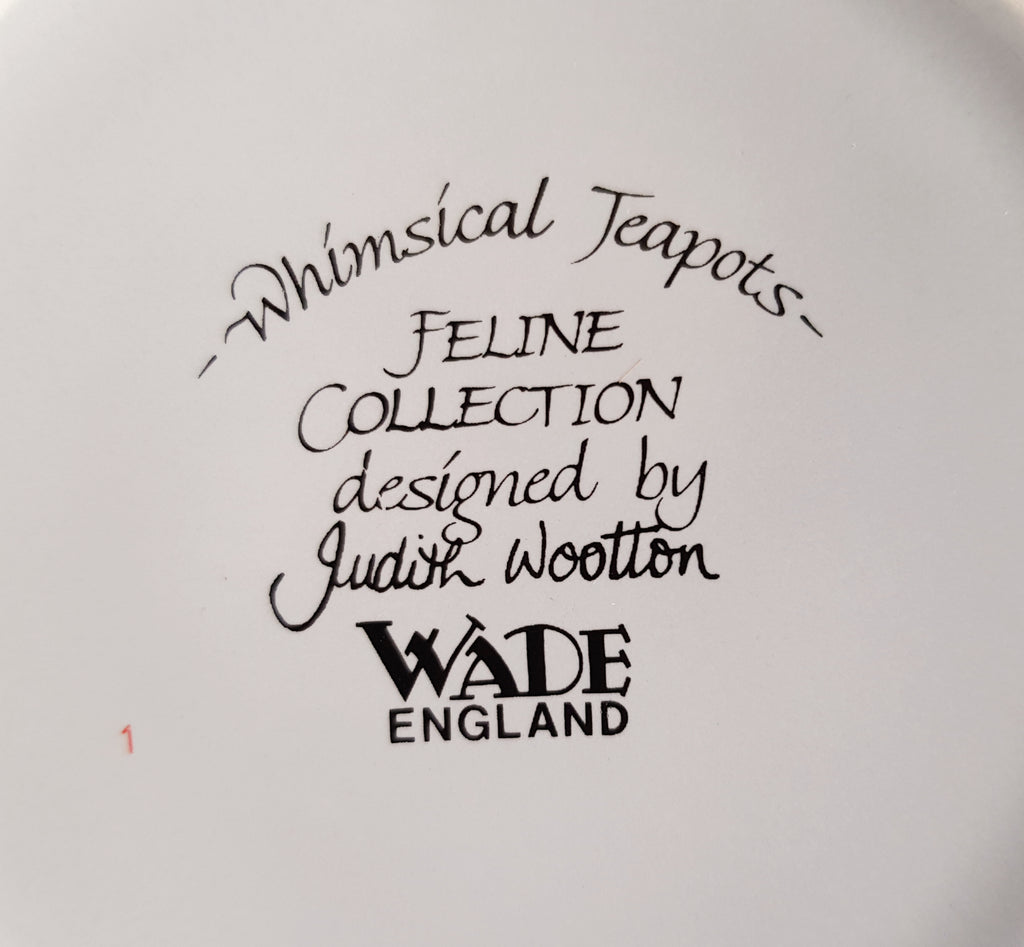 - Whimsical Teapots -
FELINE
COLLECTION
designed by
Judith Wootton
WADE
ENGLAND
1